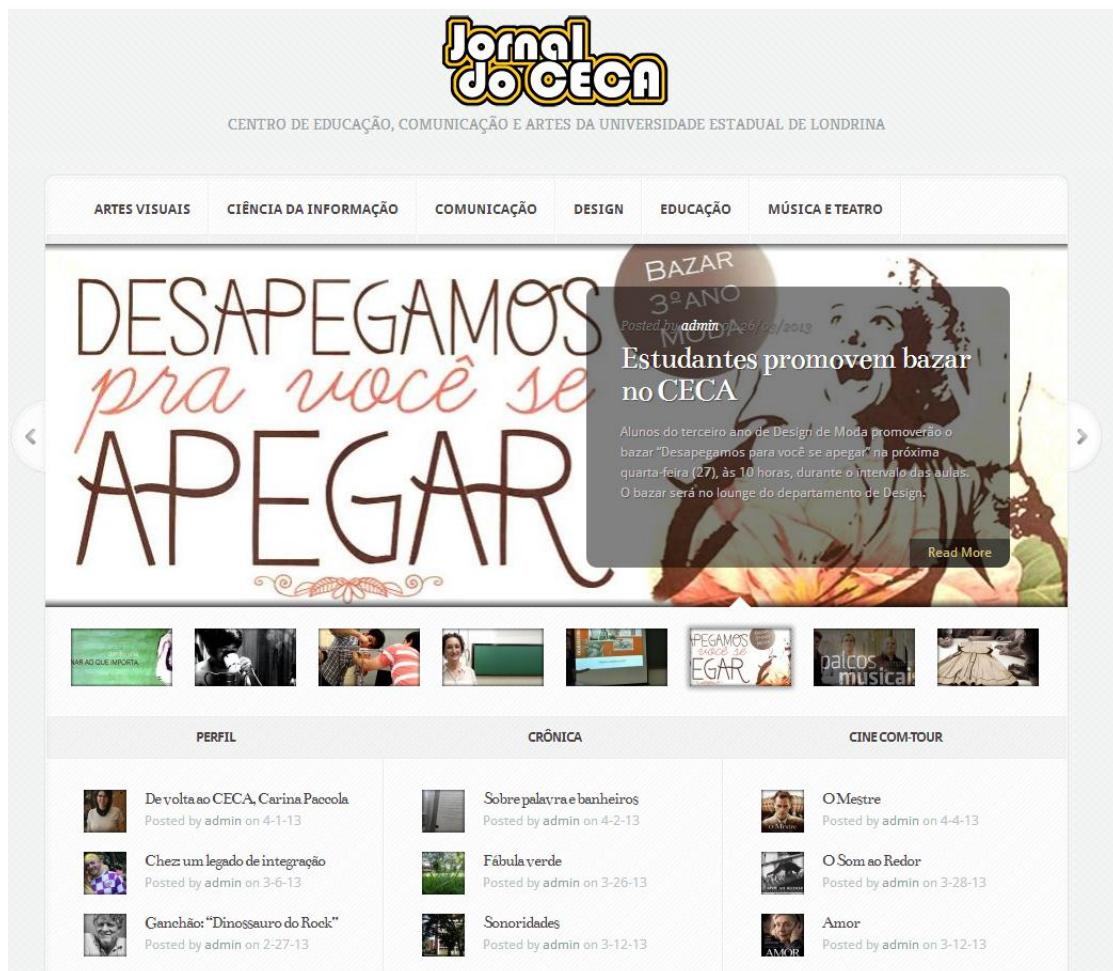 Jornal
do CECA
CENTRO DE EDUCAÇÃO, COMUNICAÇÃO E ARTES DA UNIVERSIDADE ESTADUAL DE LONDRINA
ARTES VISUAIS CIÊNCIA DA INFORMAÇÃO COMUNICAÇÃO DESIGN EDUCAÇÃO MÚSICA E TEATRO
DESAPEGAMOS
pra você se
APEGAR
BAZAR
3º ANO
MODA
Posted by admin on 26/03/2013
Estudantes promovem bazar
no CECA
Alunos do terceiro ano de Design de Moda promoverão o
bazar “Desapegamos para você se apegar” na próxima
quarta-feira (27), às 10 horas, durante o intervalo das aulas.
O bazar será no lounge do departamento de Design.
Read More
NAR AO QUE IMPORTA.
PEGAMOS
você se
EGAR
palcos
musicais
PERFIL CRÔNICA CINE COM-TOUR
De volta ao CECA, Carina Paccola
Posted by admin on 4-1-13
Chez: um legado de integração
Posted by admin on 3-6-13
Ganchão: “Dinossauro do Rock”
Posted by admin on 2-27-13
Sobre palavra e banheiros
Posted by admin on 4-2-13
Fábula verde
Posted by admin on 3-26-13
Sonoridades
Posted by admin on 3-12-13
O Mestre
O Mestre
Posted by admin on 4-4-13
O Som ao Redor
Posted by admin on 3-28-13
AMOR
Amor
Posted by admin on 3-12-13